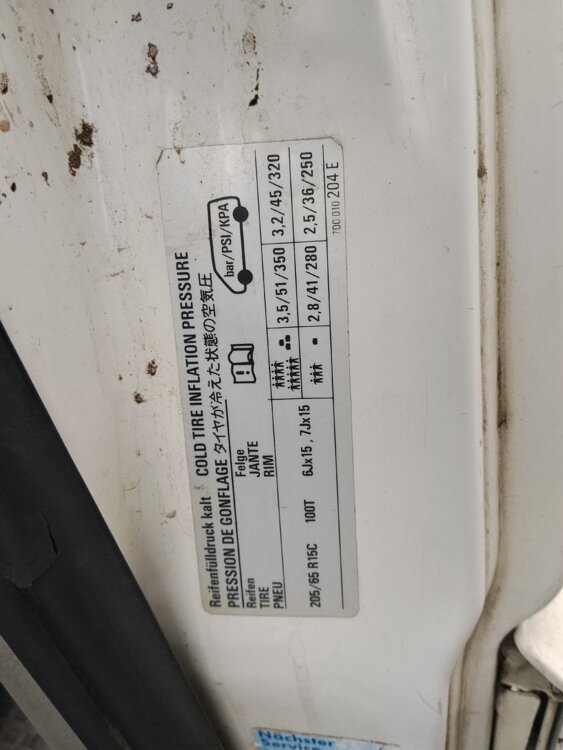 Reifenfülldruck kalt COLD TIRE INFLATION PRESSURE
PRESSION DE GONFLAGE タイヤが冷えた状態の空気圧
Reifen Felge
TIRE JANTE
PNEU RIM
bar/PSI/KPA
3,5/51/350 3,2/45/320
205/65 R15C 100T 6Jx15 , 7Jx15 2,8/41/280 2,5/36/250
7D0 010 204 E
Nächster
Service